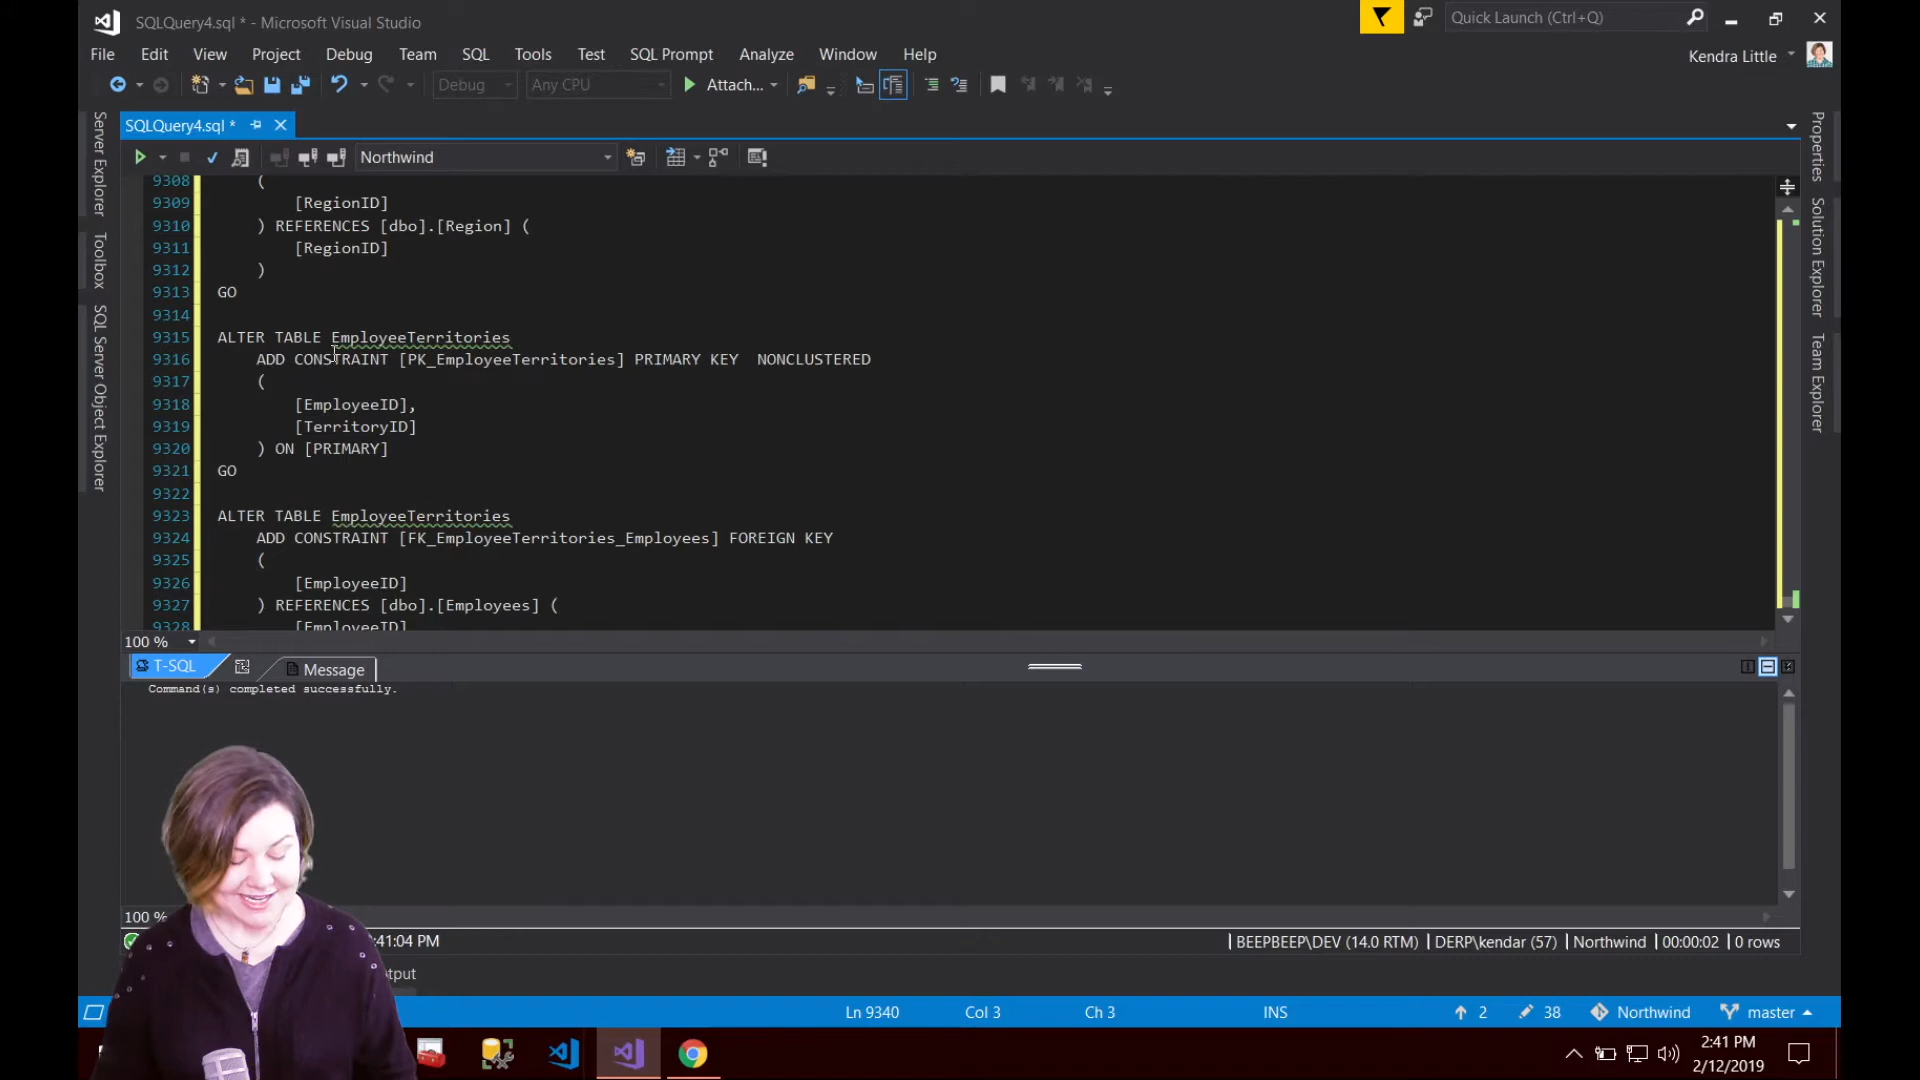 SQLQuery4.sql * - Microsoft Visual Studio
Quick Launch (Ctrl+Q)
File Edit View Project Debug Team SQL Tools Test SQL Prompt Analyze Window Help
Kendra Little
Debug Any CPU Attach...
SQLQuery4.sql *
Northwind
Server Explorer
Toolbox
SQL Server Object Explorer
Properties
Solution Explorer
Team Explorer
9308 (
9309 [RegionID]
9310 ) REFERENCES [dbo].[Region] (
9311 [RegionID]
9312 )
9313 GO
9314
9315 ALTER TABLE EmployeeTerritories
9316 ADD CONSTRAINT [PK_EmployeeTerritories] PRIMARY KEY  NONCLUSTERED
9317 (
9318 [EmployeeID],
9319 [TerritoryID]
9320 ) ON [PRIMARY]
9321 GO
9322
9323 ALTER TABLE EmployeeTerritories
9324 ADD CONSTRAINT [FK_EmployeeTerritories_Employees] FOREIGN KEY
9325 (
9326 [EmployeeID]
9327 ) REFERENCES [dbo].[Employees] (
9328 [EmployeeID]
100 %
T-SQL Message
Command(s) completed successfully.
100 %
:41:04 PM
BEEPBEEP\DEV (14.0 RTM) DERP\kendar (57) Northwind 00:00:02 0 rows
tput
Ln 9340 Col 3 Ch 3 INS 2 38 Northwind master
2:41 PM
2/12/2019